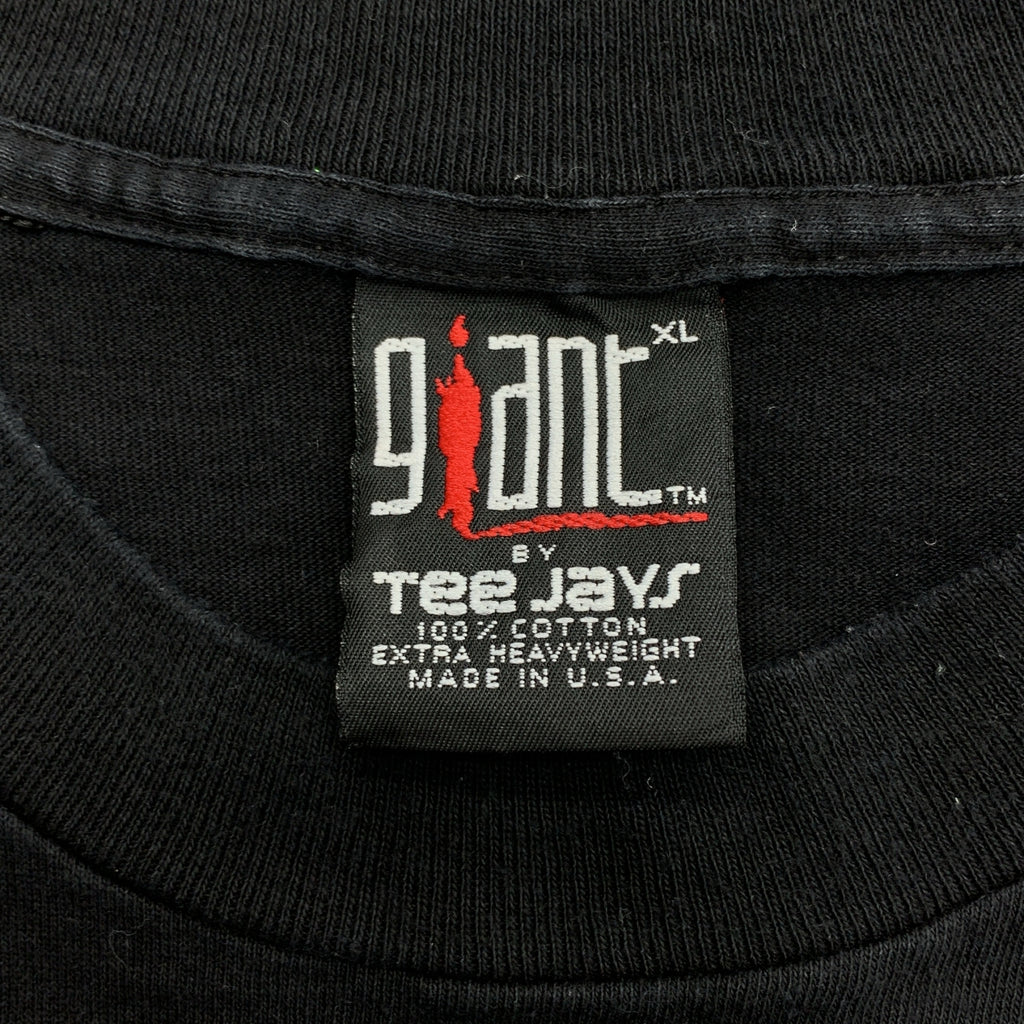 giant XL
TM
BY
Tee Jays
100% COTTON
EXTRA HEAVYWEIGHT
MADE IN U.S.A.